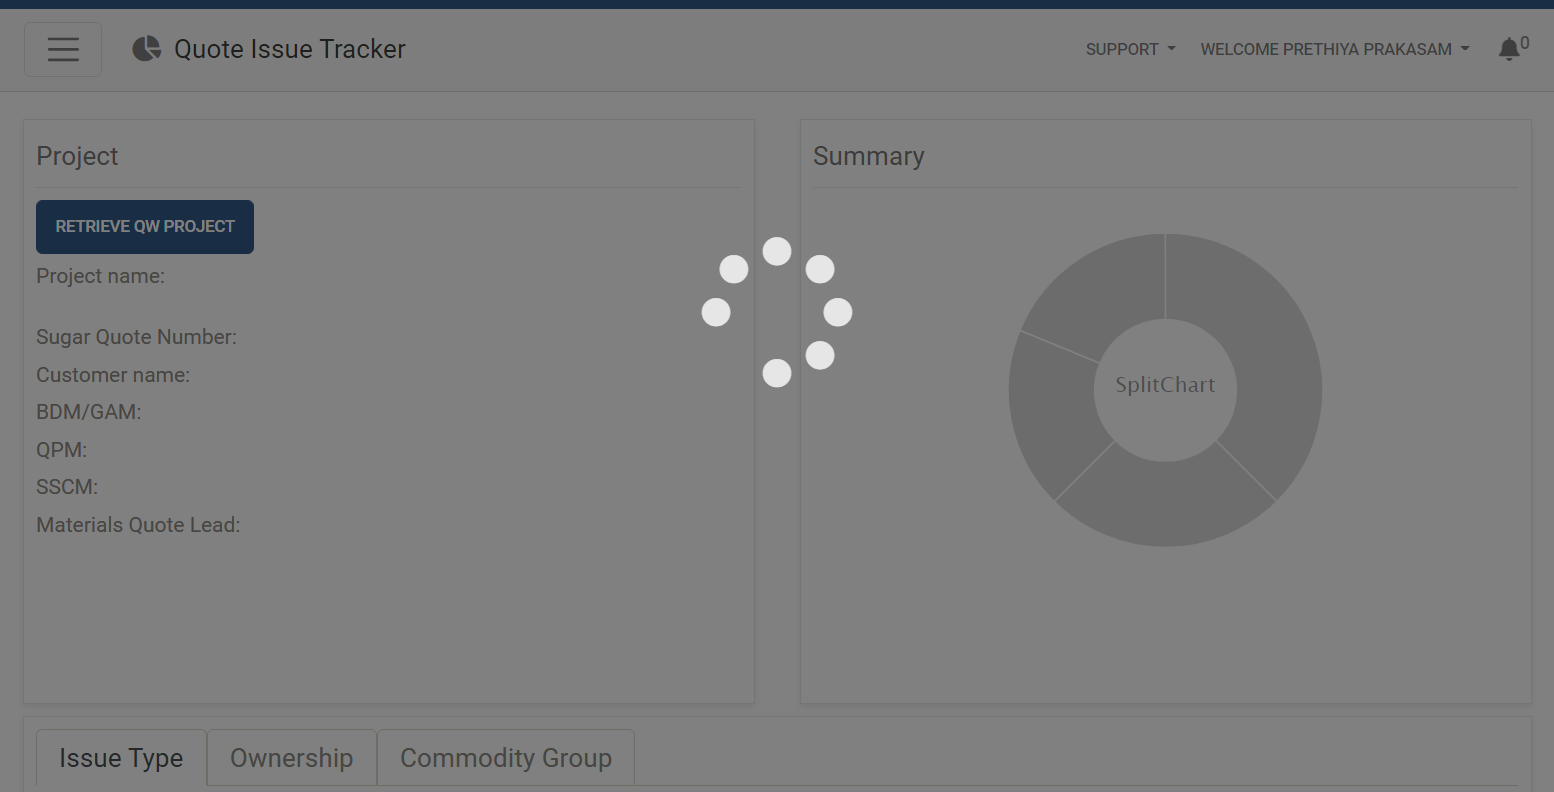 Quote Issue Tracker
SUPPORT
WELCOME PRETHIYA PRAKASAM
0
Project
RETRIEVE QW PROJECT
Project name:
Sugar Quote Number:
Customer name:
BDM/GAM:
QPM:
SSCM:
Materials Quote Lead:
Summary
SplitChart
Issue Type
Ownership
Commodity Group